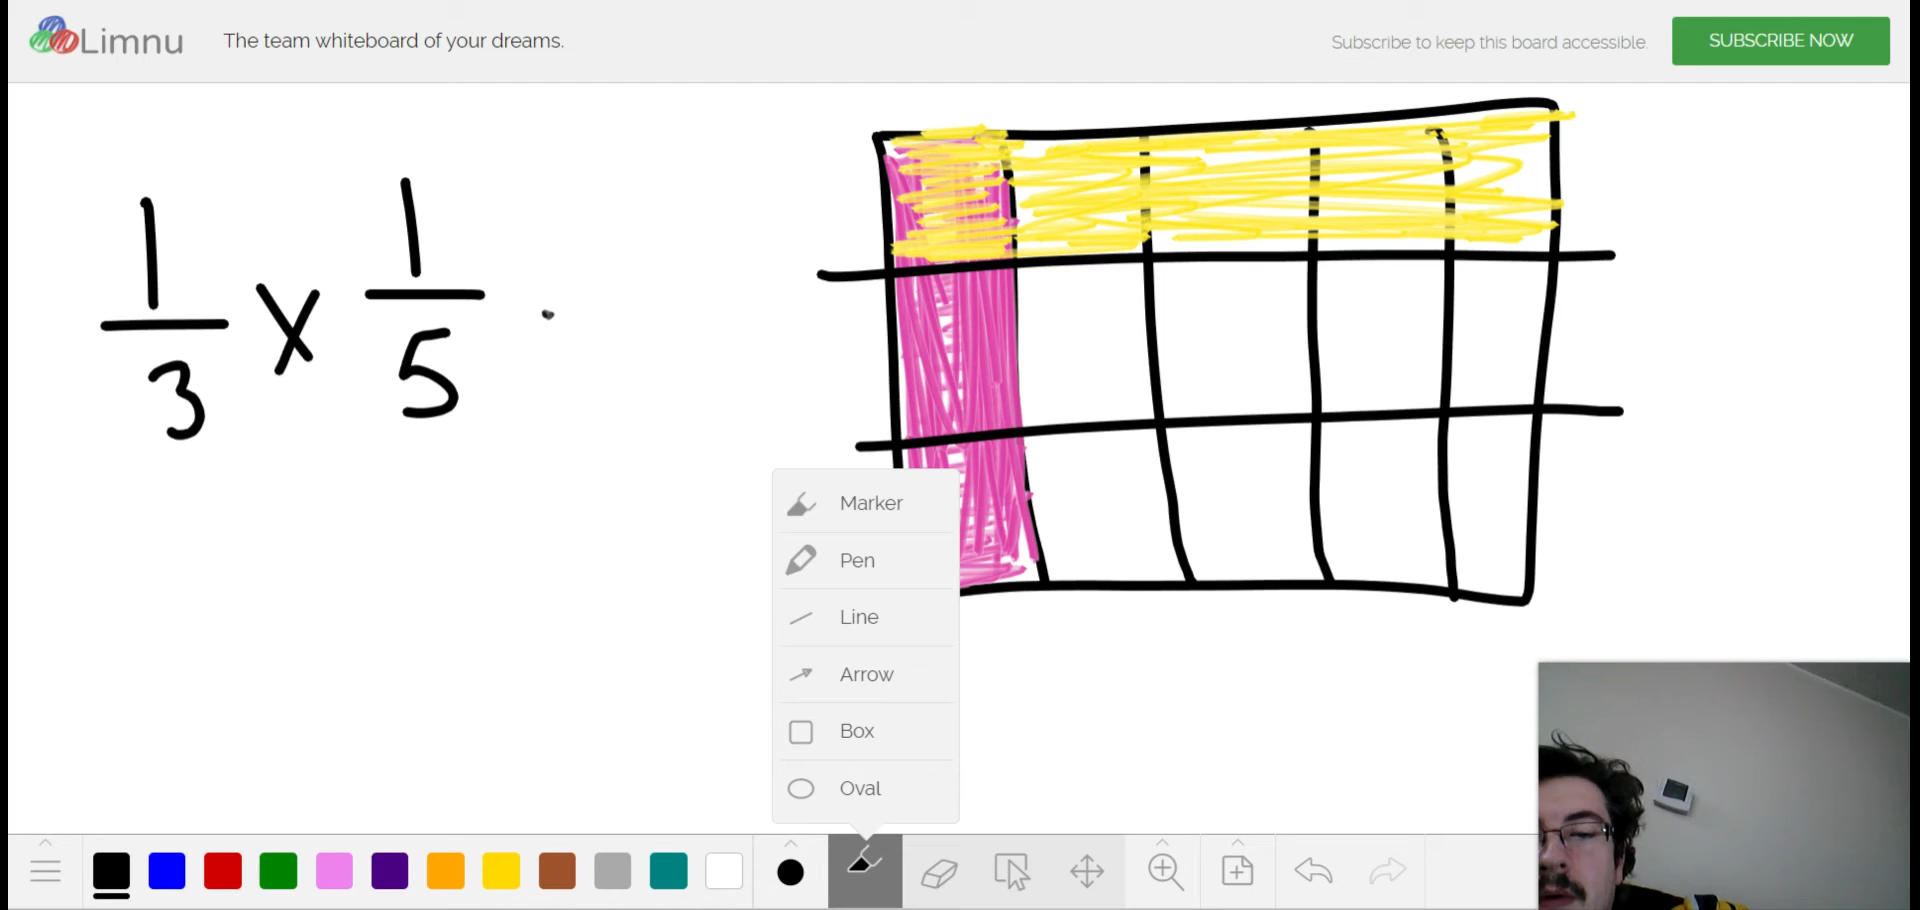 Limnu
The team whiteboard of your dreams.
Subscribe to keep this board accessible.
SUBSCRIBE NOW
1/3 x 1/5
Marker
Pen
Line
Arrow
Box
Oval